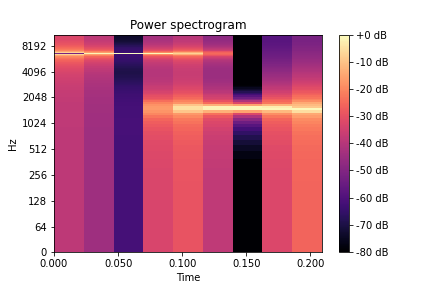 Power spectrogram
Hz
8192
4096
2048
1024
512
256
128
64
0
0.000 0.050 0.100 0.150 0.200
Time
+0 dB
-10 dB
-20 dB
-30 dB
-40 dB
-50 dB
-60 dB
-70 dB
-80 dB